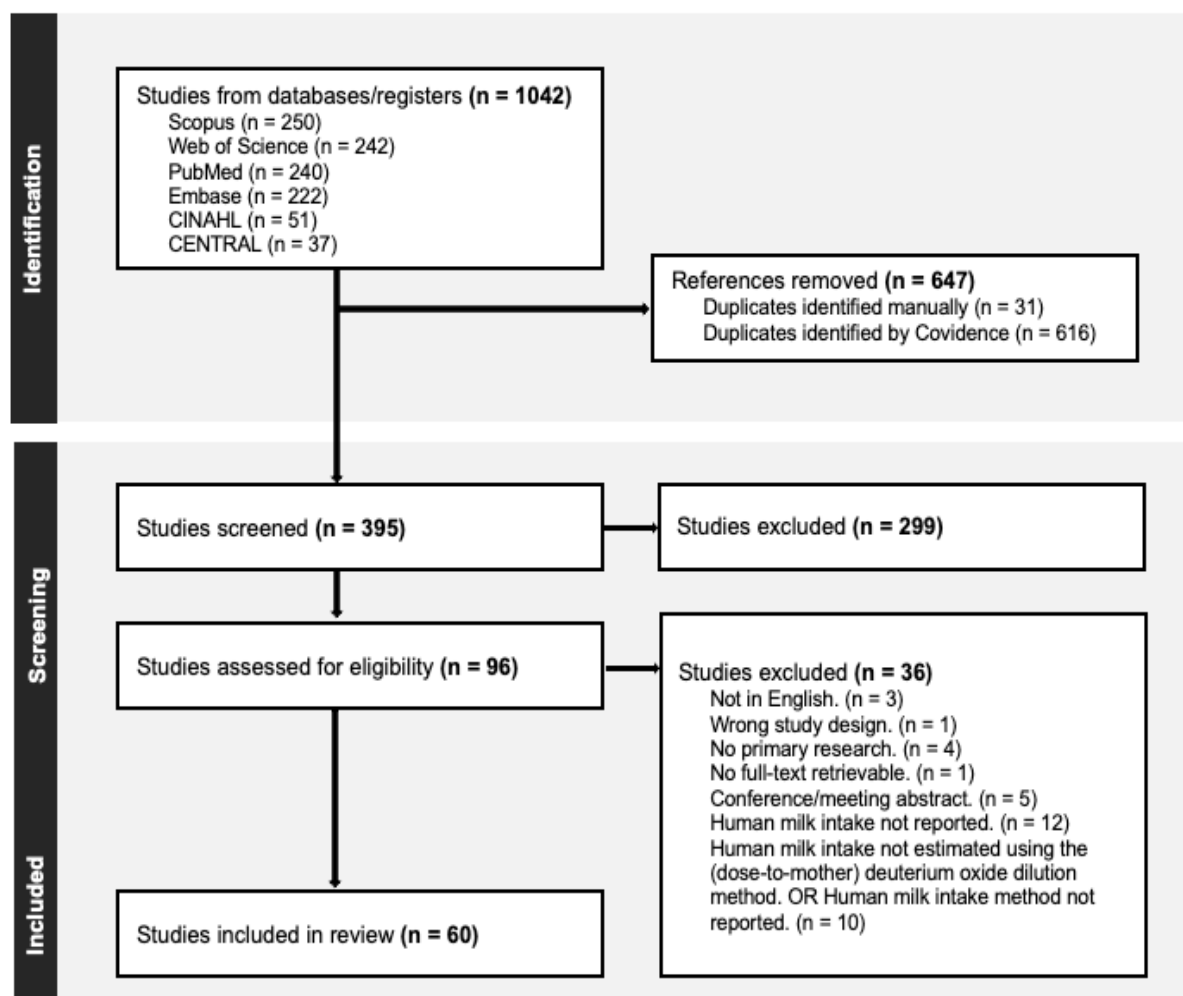 Identification
Studies from databases/registers (n = 1042)
Scopus (n = 250)
Web of Science (n = 242)
PubMed (n = 240)
Embase (n = 222)
CINAHL (n = 51)
CENTRAL (n = 37)
References removed (n = 647)
Duplicates identified manually (n = 31)
Duplicates identified by Covidence (n = 616)
Screening
Studies screened (n = 395)
Studies excluded (n = 299)
Studies assessed for eligibility (n = 96)
Studies excluded (n = 36)
Not in English. (n = 3)
Wrong study design. (n = 1)
No primary research. (n = 4)
No full-text retrievable. (n = 1)
Conference/meeting abstract. (n = 5)
Human milk intake not reported. (n = 12)
Human milk intake not estimated using the
(dose-to-mother) deuterium oxide dilution
method. OR Human milk intake method not
reported. (n = 10)
Included
Studies included in review (n = 60)